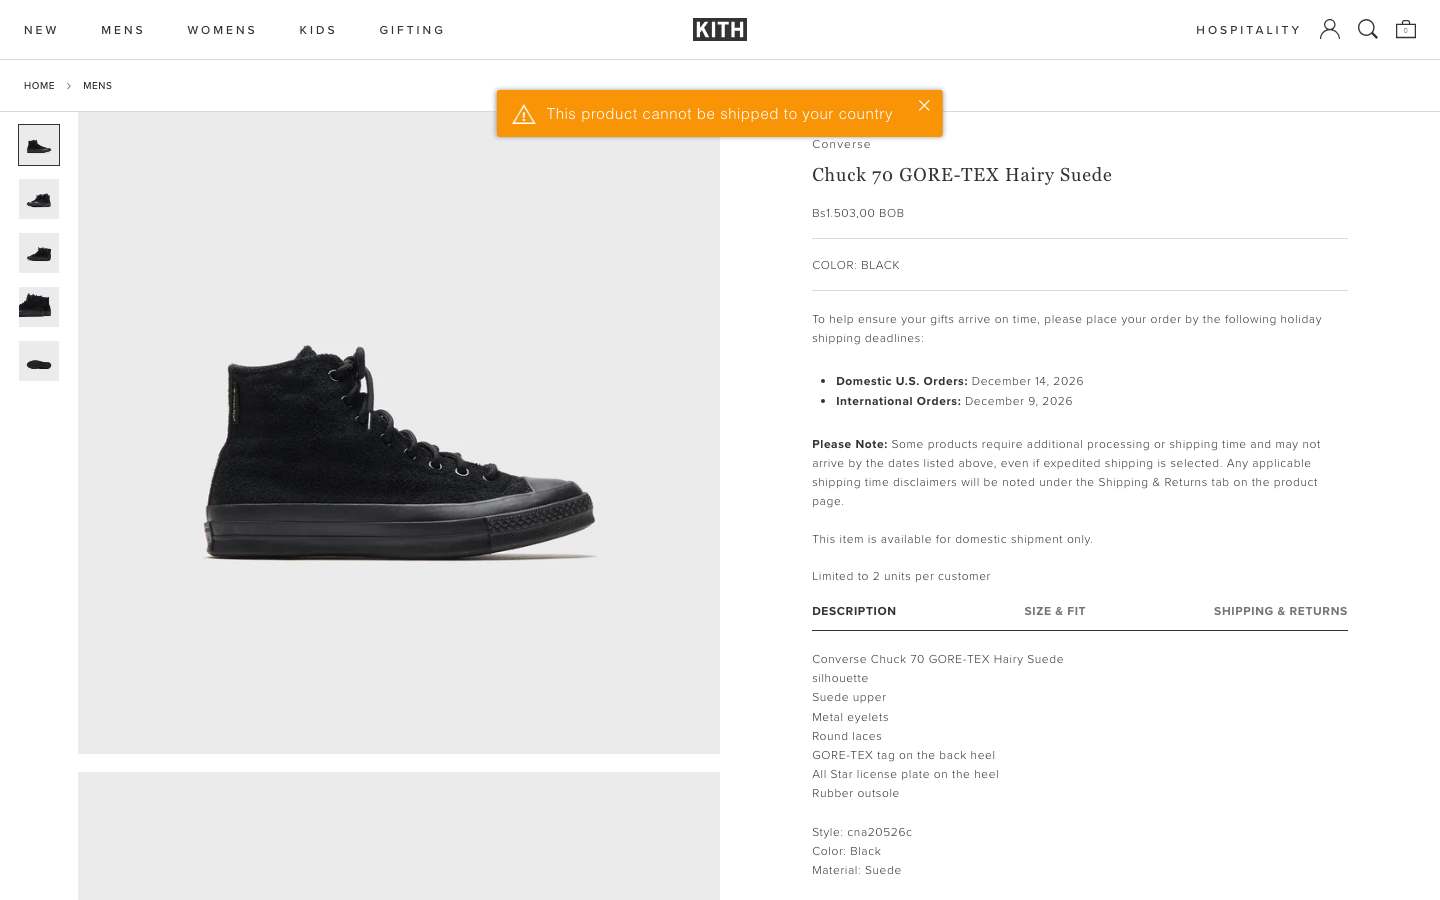 NEW MENS WOMENS KIDS GIFTING
KITH
HOSPITALITY
0
HOME > MENS
This product cannot be shipped to your country
Converse
Chuck 70 GORE-TEX Hairy Suede
Bs1.503,00 BOB
COLOR: BLACK
To help ensure your gifts arrive on time, please place your order by the following holiday
shipping deadlines:
• Domestic U.S. Orders: December 14, 2026
• International Orders: December 9, 2026
Please Note: Some products require additional processing or shipping time and may not
arrive by the dates listed above, even if expedited shipping is selected. Any applicable
shipping time disclaimers will be noted under the Shipping & Returns tab on the product
page.
This item is available for domestic shipment only.
Limited to 2 units per customer
DESCRIPTION SIZE & FIT SHIPPING & RETURNS
Converse Chuck 70 GORE-TEX Hairy Suede
silhouette
Suede upper
Metal eyelets
Round laces
GORE-TEX tag on the back heel
All Star license plate on the heel
Rubber outsole
Style: cna20526c
Color: Black
Material: Suede